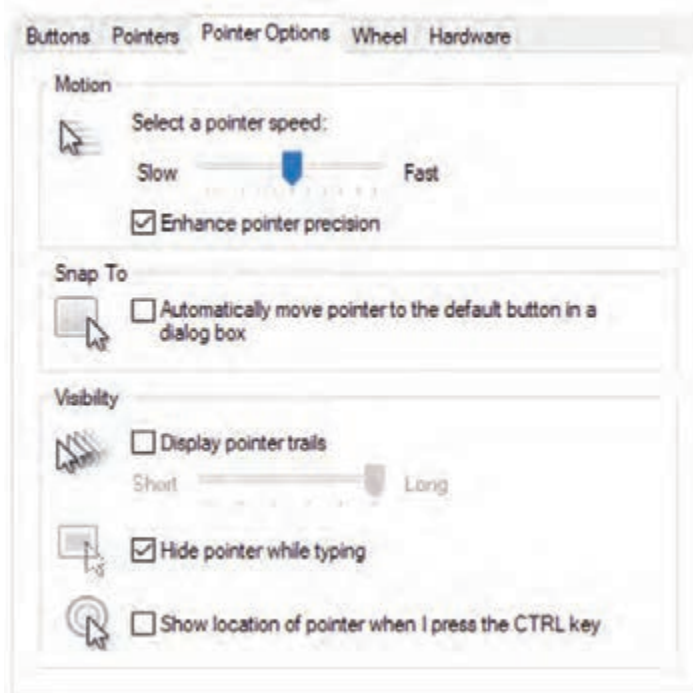 Buttons Pointers Pointer Options Wheel Hardware
Motion
Select a pointer speed:
Slow Fast
Enhance pointer precision
Snap To
Automatically move pointer to the default button in a
dialog box
Visibility
Display pointer trails
Short Long
Hide pointer while typing
Show location of pointer when I press the CTRL key